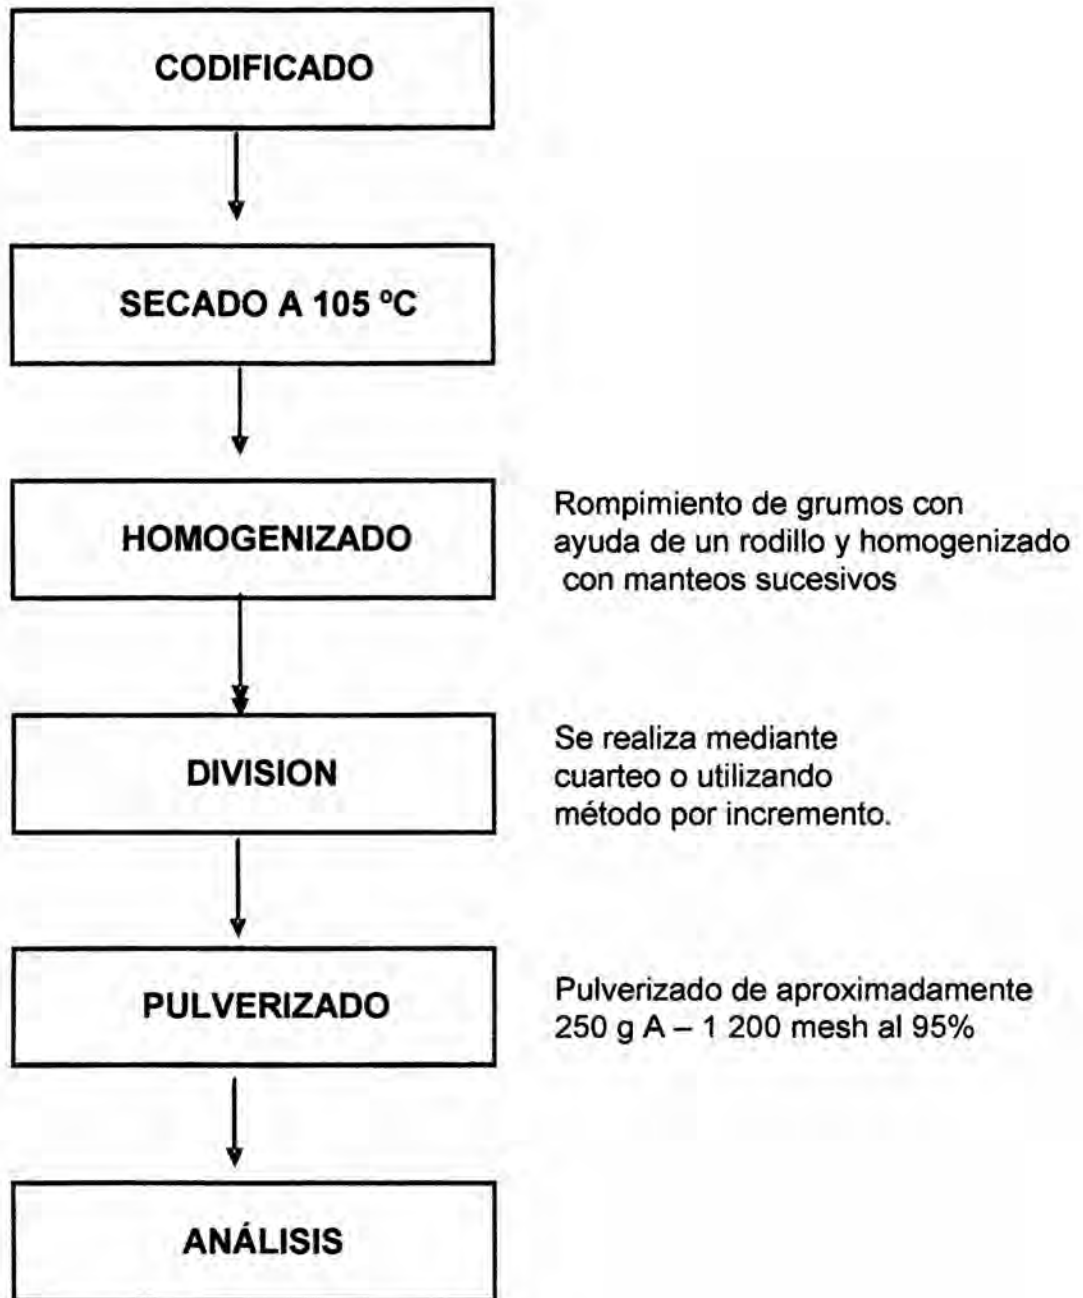 CODIFICADO
SECADO A 105 ºC
HOMOGENIZADO
Rompimiento de grumos con
ayuda de un rodillo y homogenizado
con manteos sucesivos
DIVISION
Se realiza mediante
cuarteo o utilizando
método por incremento.
PULVERIZADO
Pulverizado de aproximadamente
250 g A – 1 200 mesh al 95%
ANÁLISIS